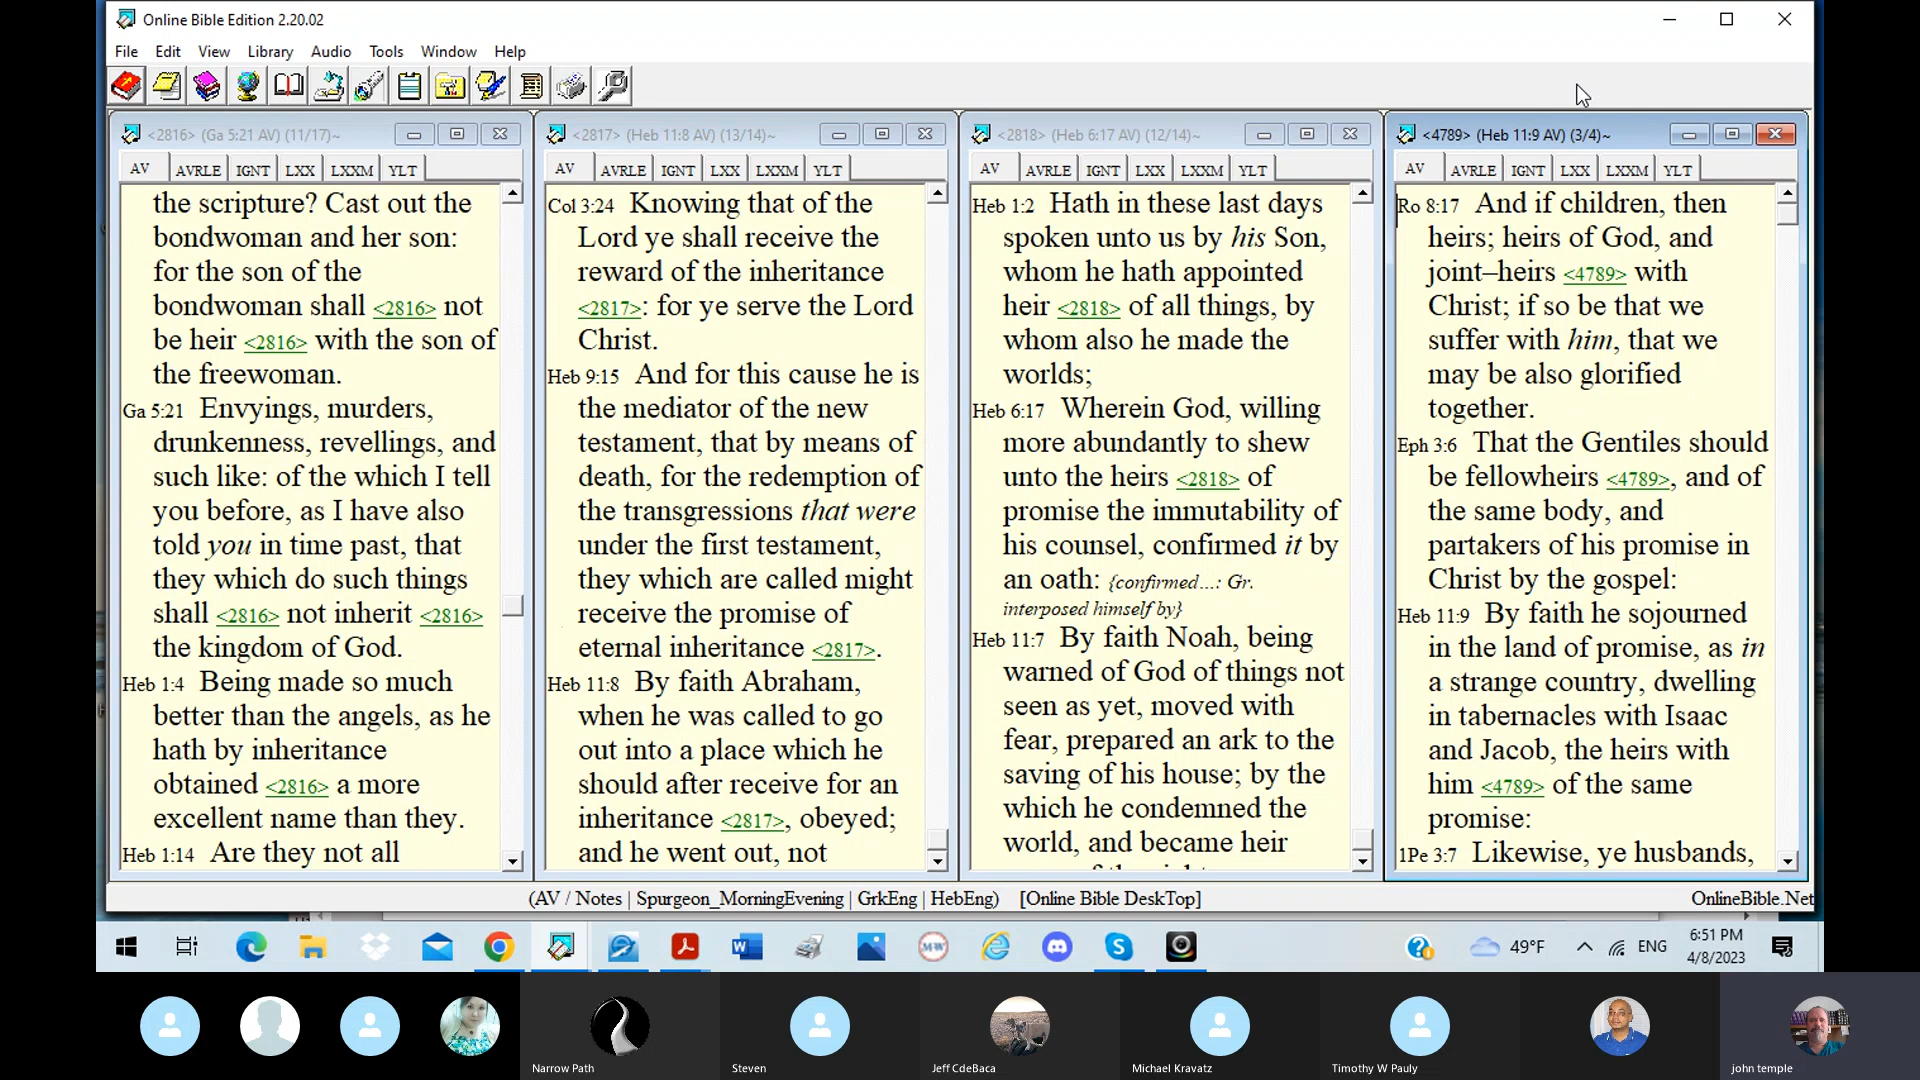 Online Bible Edition 2.20.02
File Edit View Library Audio Tools Window Help
<2816> (Ga 5:21 AV) (11/17)~
AV AVRLE IGNT LXX LXXM YLT
the scripture? Cast out the
bondwoman and her son:
for the son of the
bondwoman shall <2816> not
be heir <2816> with the son of
the freewoman.
Ga 5:21 Envyings, murders,
drunkenness, revellings, and
such like: of the which I tell
you before, as I have also
told you in time past, that
they which do such things
shall <2816> not inherit <2816>
the kingdom of God.
Heb 1:4 Being made so much
better than the angels, as he
hath by inheritance
obtained <2816> a more
excellent name than they.
Heb 1:14 Are they not all
<2817> (Heb 11:8 AV) (13/14)~
AV AVRLE IGNT LXX LXXM YLT
Col 3:24 Knowing that of the
Lord ye shall receive the
reward of the inheritance
<2817>: for ye serve the Lord
Christ.
Heb 9:15 And for this cause he is
the mediator of the new
testament, that by means of
death, for the redemption of
the transgressions that were
under the first testament,
they which are called might
receive the promise of
eternal inheritance <2817>.
Heb 11:8 By faith Abraham,
when he was called to go
out into a place which he
should after receive for an
inheritance <2817>, obeyed;
and he went out, not
<2818> (Heb 6:17 AV) (12/14)~
AV AVRLE IGNT LXX LXXM YLT
Heb 1:2 Hath in these last days
spoken unto us by his Son,
whom he hath appointed
heir <2818> of all things, by
whom also he made the
worlds;
Heb 6:17 Wherein God, willing
more abundantly to shew
unto the heirs <2818> of
promise the immutability of
his counsel, confirmed it by
an oath: {confirmed...: Gr.
interposed himself by}
Heb 11:7 By faith Noah, being
warned of God of things not
seen as yet, moved with
fear, prepared an ark to the
saving of his house; by the
which he condemned the
world, and became heir
<4789> (Heb 11:9 AV) (3/4)~
AV AVRLE IGNT LXX LXXM YLT
Ro 8:17 And if children, then
heirs; heirs of God, and
joint–heirs <4789> with
Christ; if so be that we
suffer with him, that we
may be also glorified
together.
Eph 3:6 That the Gentiles should
be fellowheirs <4789>, and of
the same body, and
partakers of his promise in
Christ by the gospel:
Heb 11:9 By faith he sojourned
in the land of promise, as in
a strange country, dwelling
in tabernacles with Isaac
and Jacob, the heirs with
him <4789> of the same
promise:
1Pe 3:7 Likewise, ye husbands,
(AV / Notes | Spurgeon_MorningEvening | GrkEng | HebEng) [Online Bible DeskTop] OnlineBible.Net
49°F ENG 6:51 PM
4/8/2023
Narrow Path Steven Jeff CdeBaca Michael Kravatz Timothy W Pauly john temple